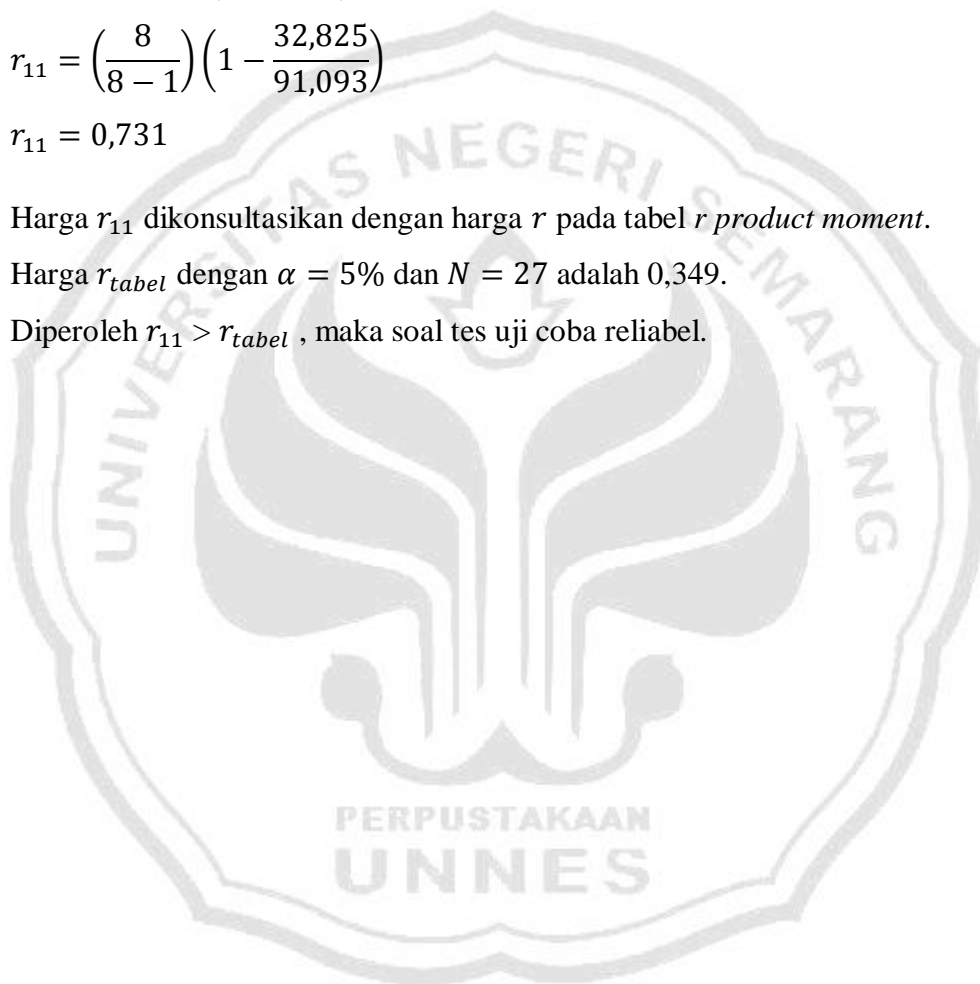 r₁₁ = (8/(8 − 1))(1 − 32,825/91,093)
r₁₁ = 0,731
Harga r₁₁ dikonsultasikan dengan harga r pada tabel r product moment.
Harga r_tabel dengan α = 5% dan N = 27 adalah 0,349.
Diperoleh r₁₁ > r_tabel , maka soal tes uji coba reliabel.
UNIVERSITAS NEGERI SEMARANG
PERPUSTAKAAN
UNNES